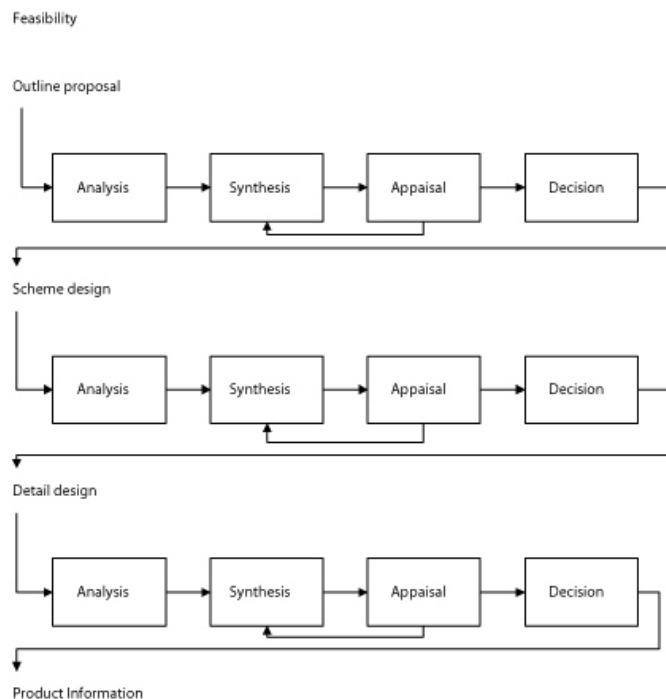 Feasibility
Outline proposal
Analysis
Synthesis
Appaisal
Decision
Scheme design
Analysis
Synthesis
Appaisal
Decision
Detail design
Analysis
Synthesis
Appaisal
Decision
Product Information